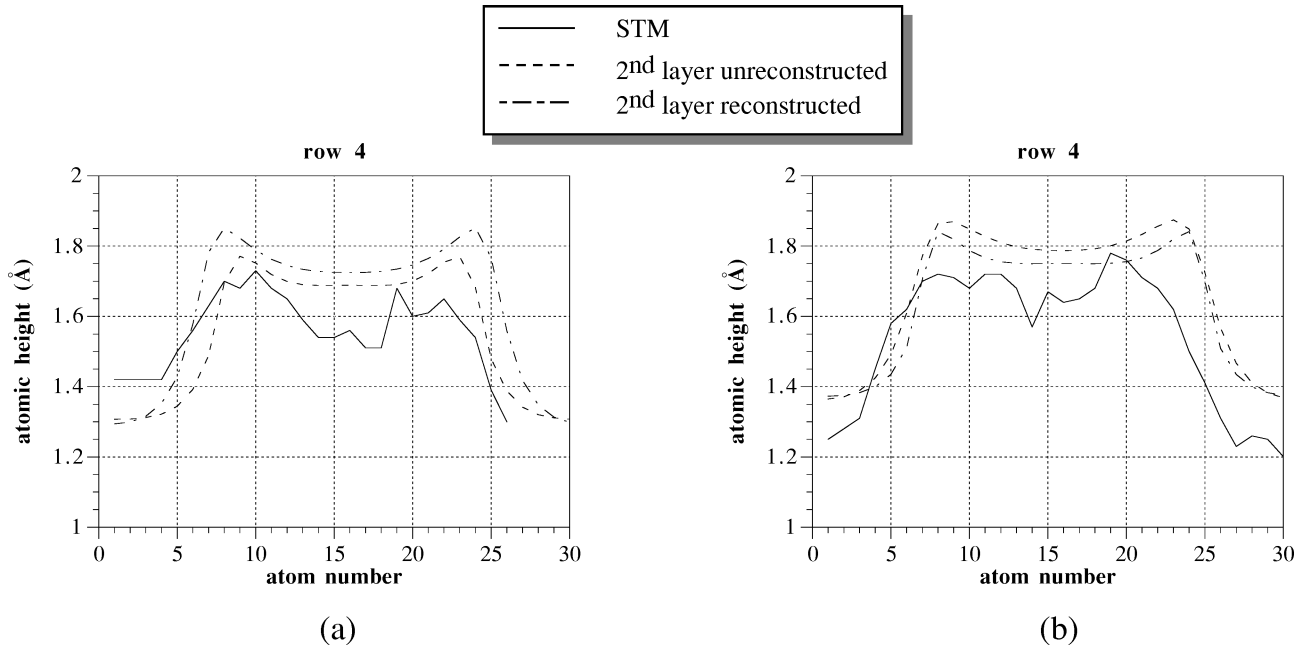 STM
2nd layer unreconstructed
2nd layer reconstructed
row 4
2
1.8
1.6
1.4
1.2
1
0 5 10 15 20 25 30
atomic height (Å)
atom number
(a)
row 4
2
1.8
1.6
1.4
1.2
1
0 5 10 15 20 25 30
atomic height (Å)
atom number
(b)